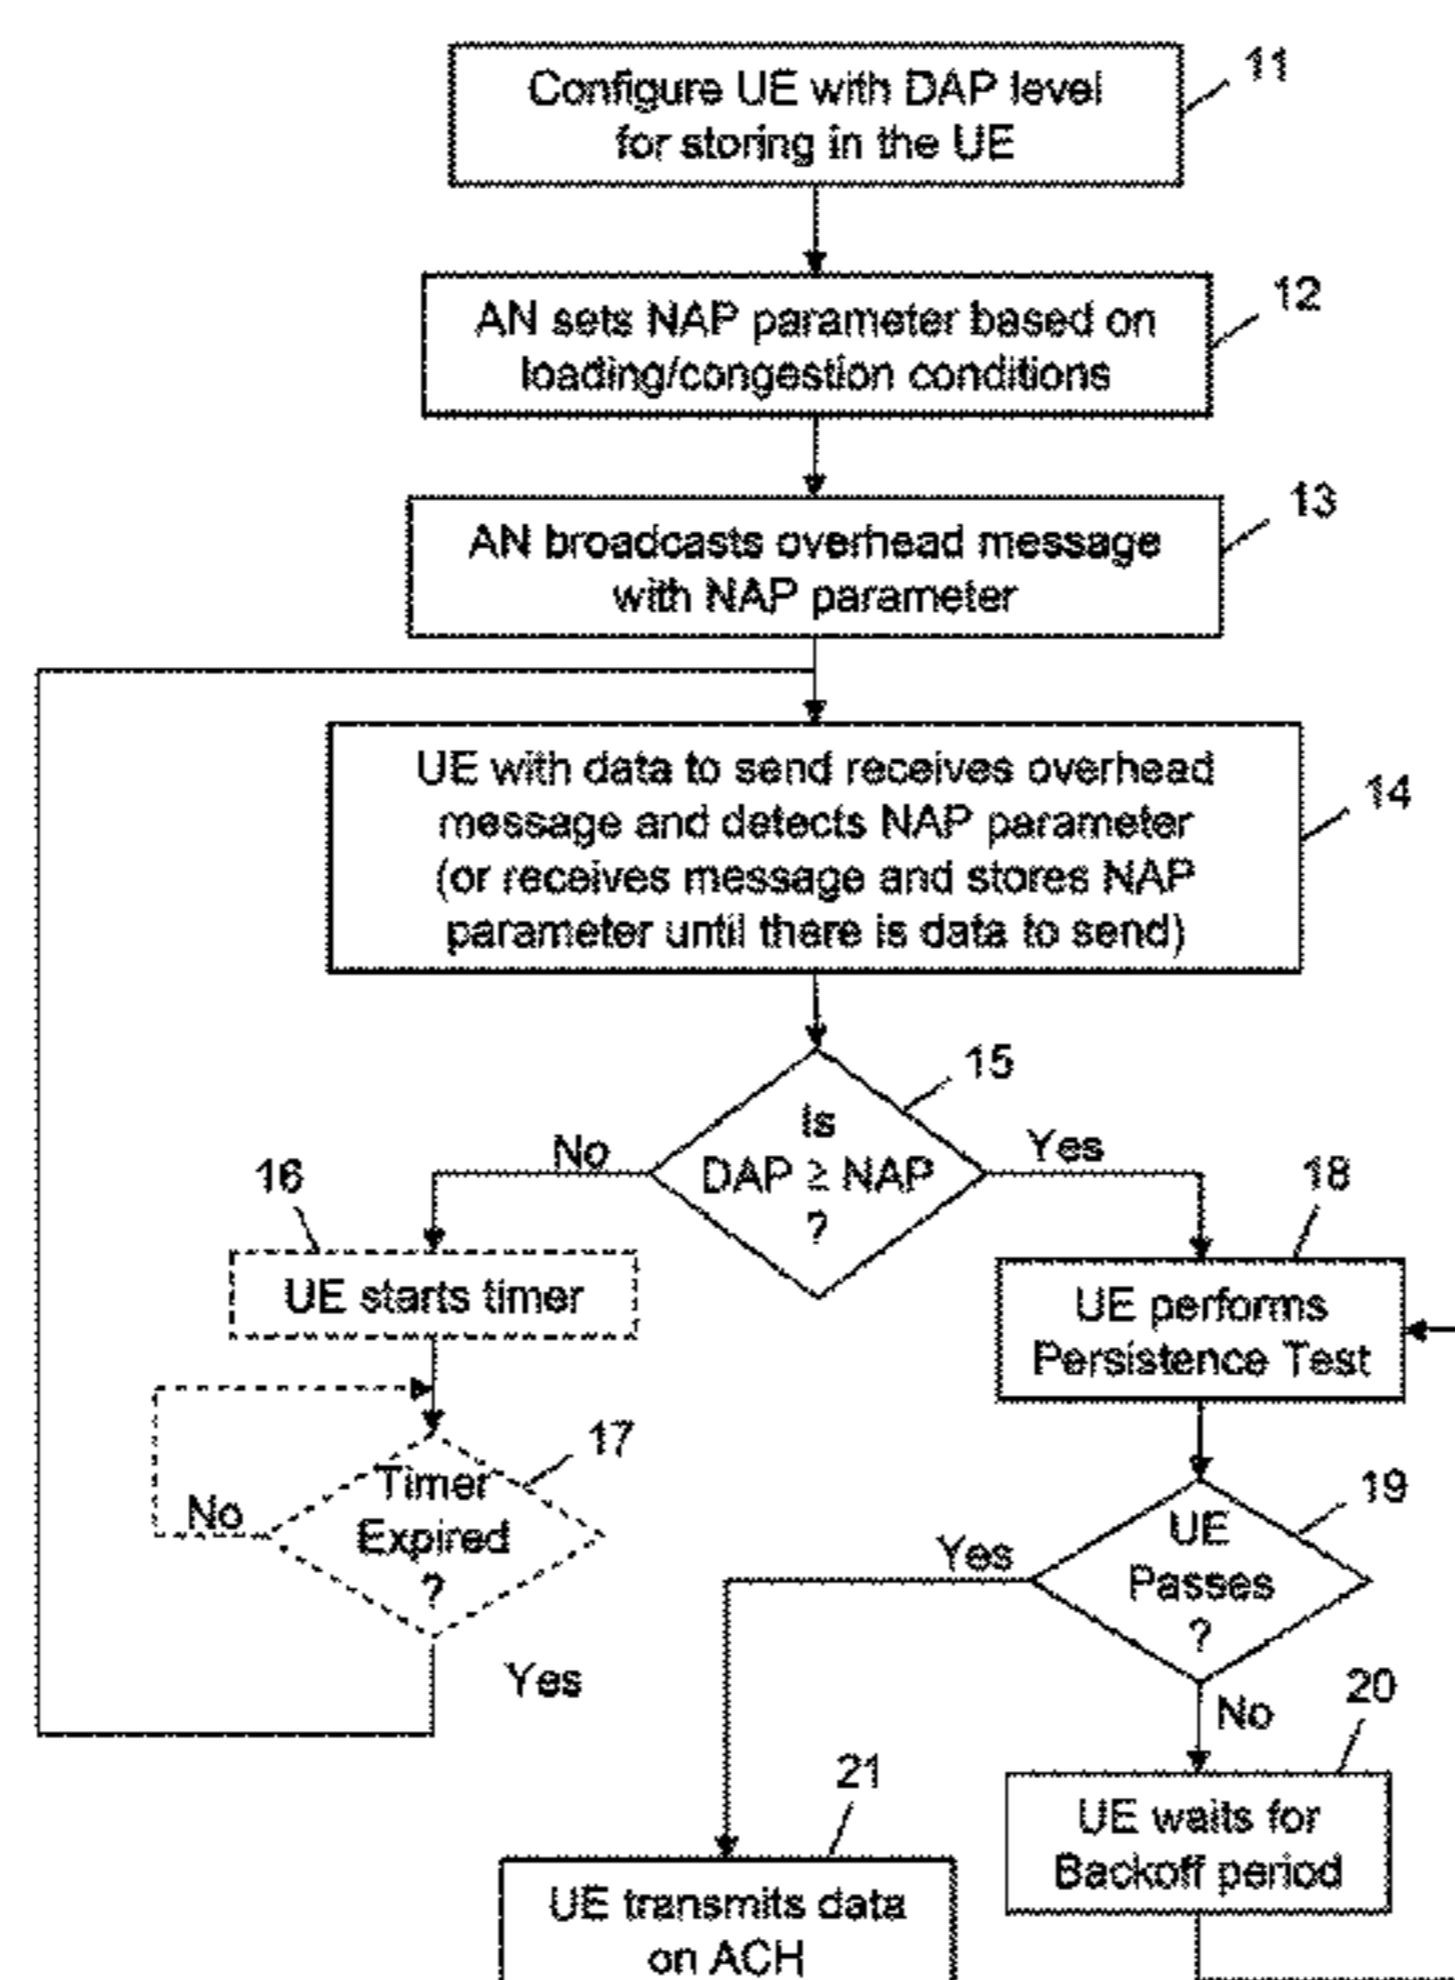 Configure UE with DAP level
for storing in the UE
11
AN sets NAP parameter based on
loading/congestion conditions
12
AN broadcasts overhead message
with NAP parameter
13
UE with data to send receives overhead
message and detects NAP parameter
(or receives message and stores NAP
parameter until there is data to send)
14
Is
DAP ≥ NAP
?
15
No
Yes
16
UE starts timer
18
UE performs
Persistence Test
Timer
Expired
?
17
No
Yes
UE
Passes
?
19
Yes
No
20
UE waits for
Backoff period
21
UE transmits data
on ACH